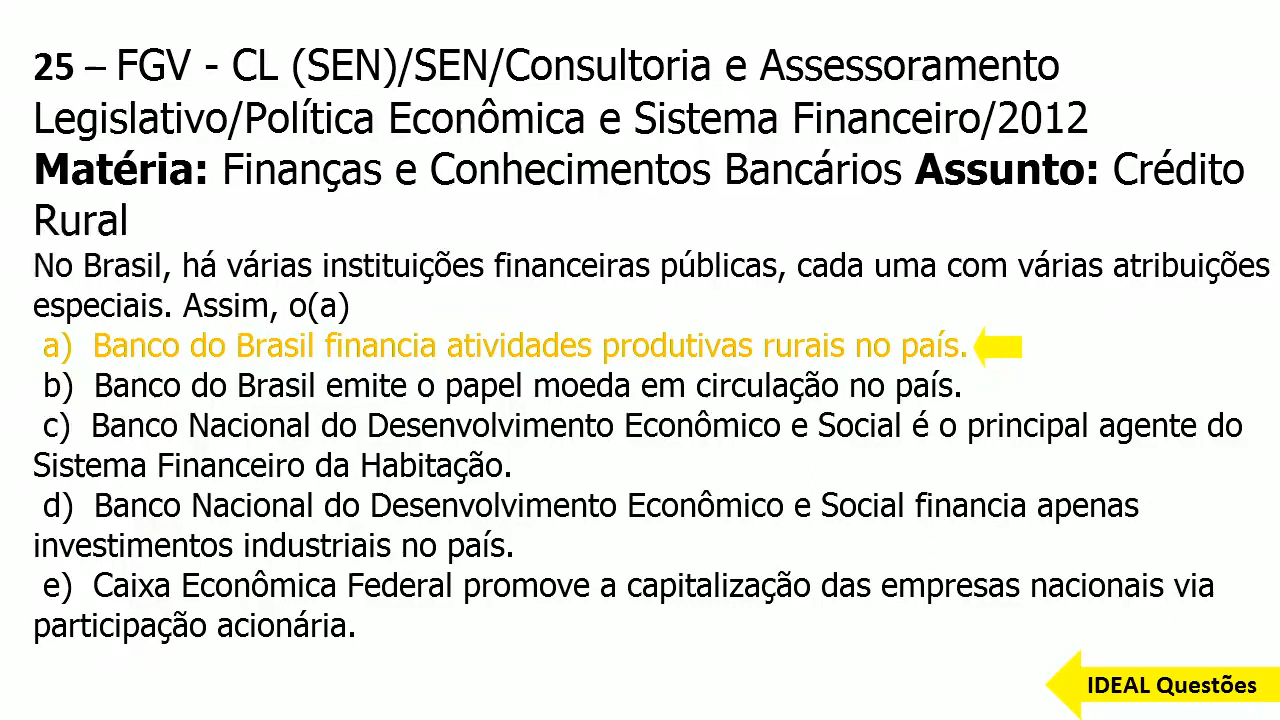 25 – FGV - CL (SEN)/SEN/Consultoria e Assessoramento
Legislativo/Política Econômica e Sistema Financeiro/2012
Matéria: Finanças e Conhecimentos Bancários Assunto: Crédito
Rural
No Brasil, há várias instituições financeiras públicas, cada uma com várias atribuições
especiais. Assim, o(a)
a) Banco do Brasil financia atividades produtivas rurais no país.
b) Banco do Brasil emite o papel moeda em circulação no país.
c) Banco Nacional do Desenvolvimento Econômico e Social é o principal agente do
Sistema Financeiro da Habitação.
d) Banco Nacional do Desenvolvimento Econômico e Social financia apenas
investimentos industriais no país.
e) Caixa Econômica Federal promove a capitalização das empresas nacionais via
participação acionária.
IDEAL Questões